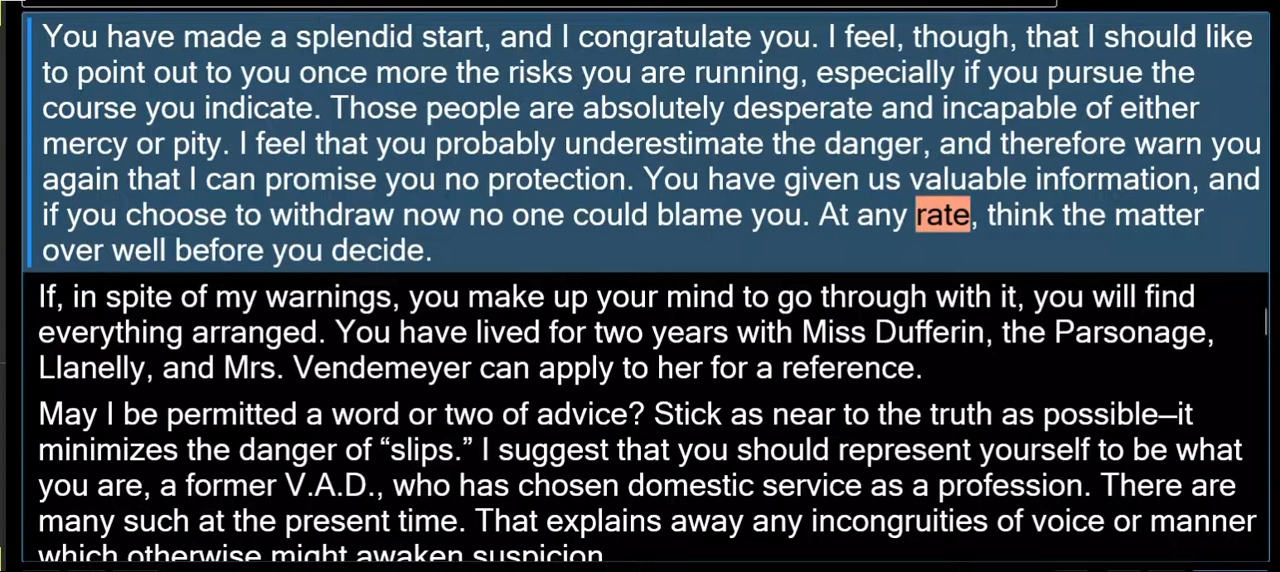 You have made a splendid start, and I congratulate you. I feel, though, that I should like
to point out to you once more the risks you are running, especially if you pursue the
course you indicate. Those people are absolutely desperate and incapable of either
mercy or pity. I feel that you probably underestimate the danger, and therefore warn you
again that I can promise you no protection. You have given us valuable information, and
if you choose to withdraw now no one could blame you. At any rate, think the matter
over well before you decide.
If, in spite of my warnings, you make up your mind to go through with it, you will find
everything arranged. You have lived for two years with Miss Dufferin, the Parsonage,
Llanelly, and Mrs. Vendemeyer can apply to her for a reference.
May I be permitted a word or two of advice? Stick as near to the truth as possible—it
minimizes the danger of “slips.” I suggest that you should represent yourself to be what
you are, a former V.A.D., who has chosen domestic service as a profession. There are
many such at the present time. That explains away any incongruities of voice or manner
which otherwise might awaken suspicion.